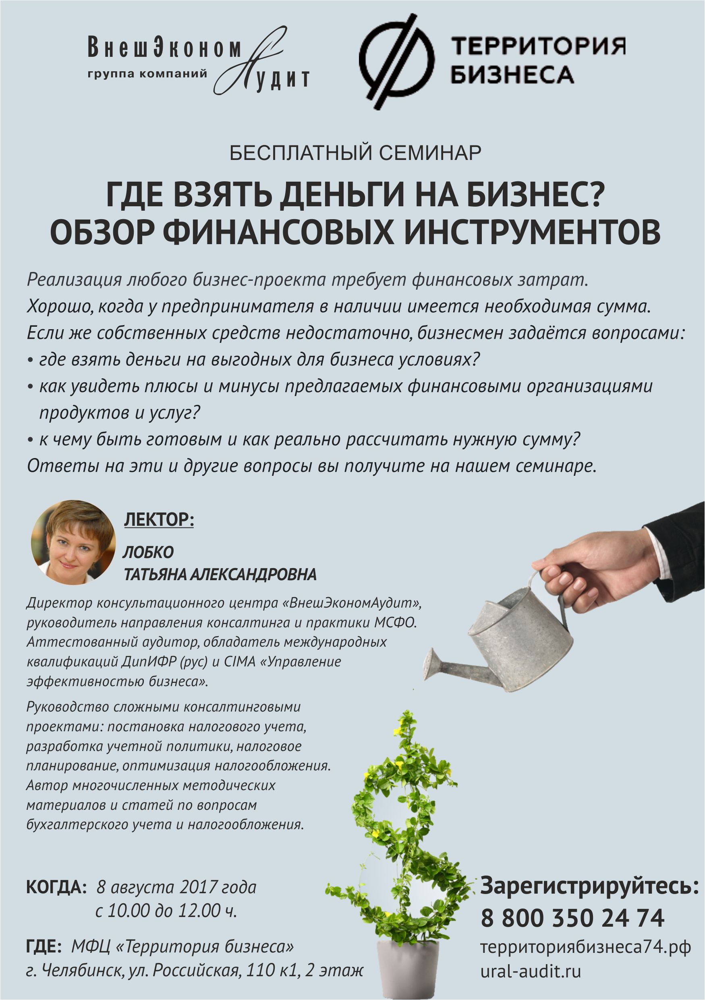 ВнешЭкономАудит
группа компаний
ТЕРРИТОРИЯ
БИЗНЕСА
БЕСПЛАТНЫЙ СЕМИНАР
ГДЕ ВЗЯТЬ ДЕНЬГИ НА БИЗНЕС?
ОБЗОР ФИНАНСОВЫХ ИНСТРУМЕНТОВ
Реализация любого бизнес-проекта требует финансовых затрат.
Хорошо, когда у предпринимателя в наличии имеется необходимая сумма.
Если же собственных средств недостаточно, бизнесмен задаётся вопросами:
• где взять деньги на выгодных для бизнеса условиях?
• как увидеть плюсы и минусы предлагаемых финансовыми организациями
продуктов и услуг?
• к чему быть готовым и как реально рассчитать нужную сумму?
Ответы на эти и другие вопросы вы получите на нашем семинаре.
ЛЕКТОР:
ЛОБКО
ТАТЬЯНА АЛЕКСАНДРОВНА
Директор консультационного центра «ВнешЭкономАудит»,
руководитель направления консалтинга и практики МСФО.
Аттестованный аудитор, обладатель международных
квалификаций ДипИФР (рус) и CIMA «Управление
эффективностью бизнеса».
Руководство сложными консалтинговыми
проектами: постановка налогового учета,
разработка учетной политики, налоговое
планирование, оптимизация налогообложения.
Автор многочисленных методических
материалов и статей по вопросам
бухгалтерского учета и налогообложения.
КОГДА: 8 августа 2017 года
с 10.00 до 12.00 ч.
ГДЕ: МФЦ «Территория бизнеса»
г. Челябинск, ул. Российская, 110 к1, 2 этаж
Зарегистрируйтесь:
8 800 350 24 74
территориябизнеса74.рф
ural-audit.ru